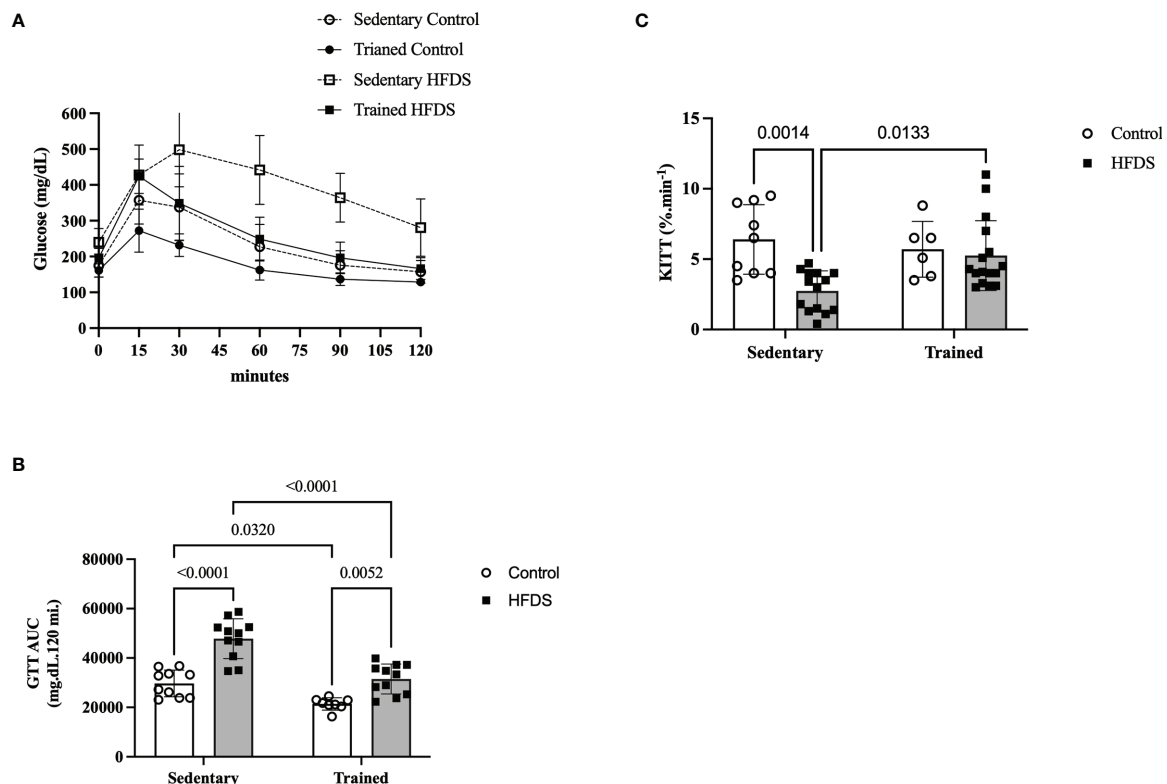 A
Sedentary Control
Trianed Control
Sedentary HFDS
Trained HFDS
Glucose (mg/dL)
600
500
400
300
200
100
0
0 15 30 45 60 75 90 105 120
minutes
B
<0.0001
0.0320
<0.0001
0.0052
Control
HFDS
GTT AUC
(mg.dL.120 mi.)
80000
60000
40000
20000
0
Sedentary Trained
C
0.0014
0.0133
Control
HFDS
KITT (%.min-1)
15
10
5
0
Sedentary Trained